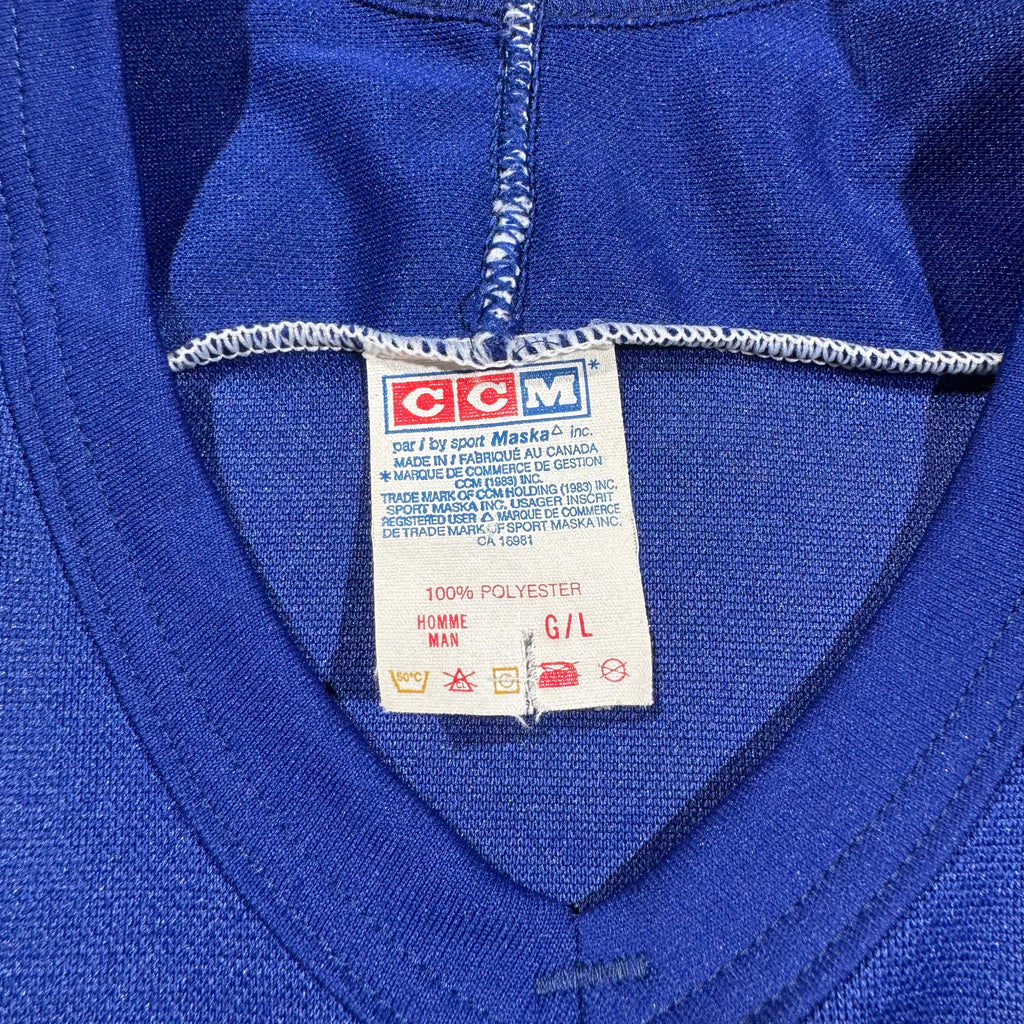 CCM*
par / by sport Maska△ inc.
MADE IN / FABRIQUÉ AU CANADA
* MARQUE DE COMMERCE DE GESTION
CCM (1983) INC.
TRADE MARK OF CCM HOLDING (1983) INC.
SPORT MASKA INC. USAGER INSCRIT
REGISTERED USER △ MARQUE DE COMMERCE
DE TRADE MARK OF SPORT MASKA INC.
CA 16981
100% POLYESTER
HOMME
MAN
G/L
50°C